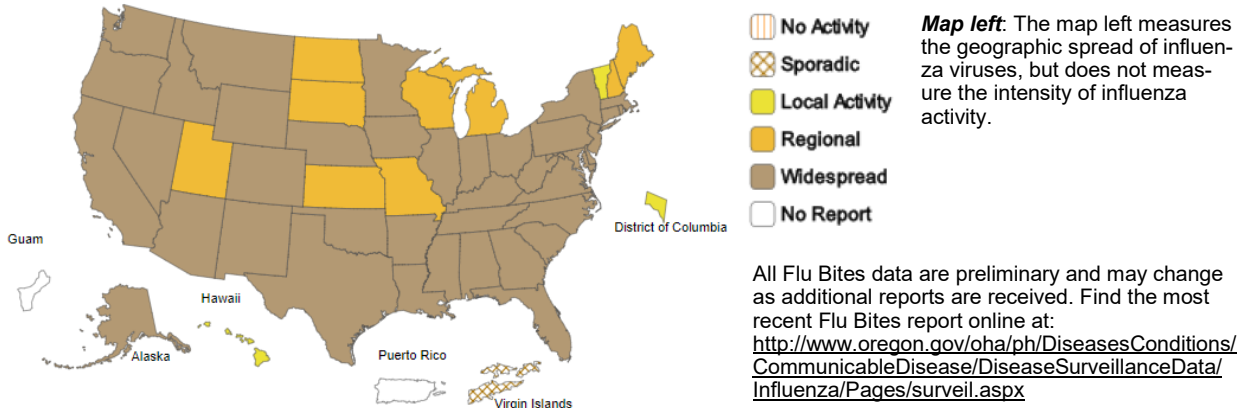 No Activity
Sporadic
Local Activity
Regional
Widespread
No Report
Map left: The map left measures
the geographic spread of influen-
za viruses, but does not meas-
ure the intensity of influenza
activity.
District of Columbia
Guam
Hawaii
Alaska
Puerto Rico
Virgin Islands
All Flu Bites data are preliminary and may change
as additional reports are received. Find the most
recent Flu Bites report online at:
http://www.oregon.gov/oha/ph/DiseasesConditions/
CommunicableDisease/DiseaseSurveillanceData/
Influenza/Pages/surveil.aspx